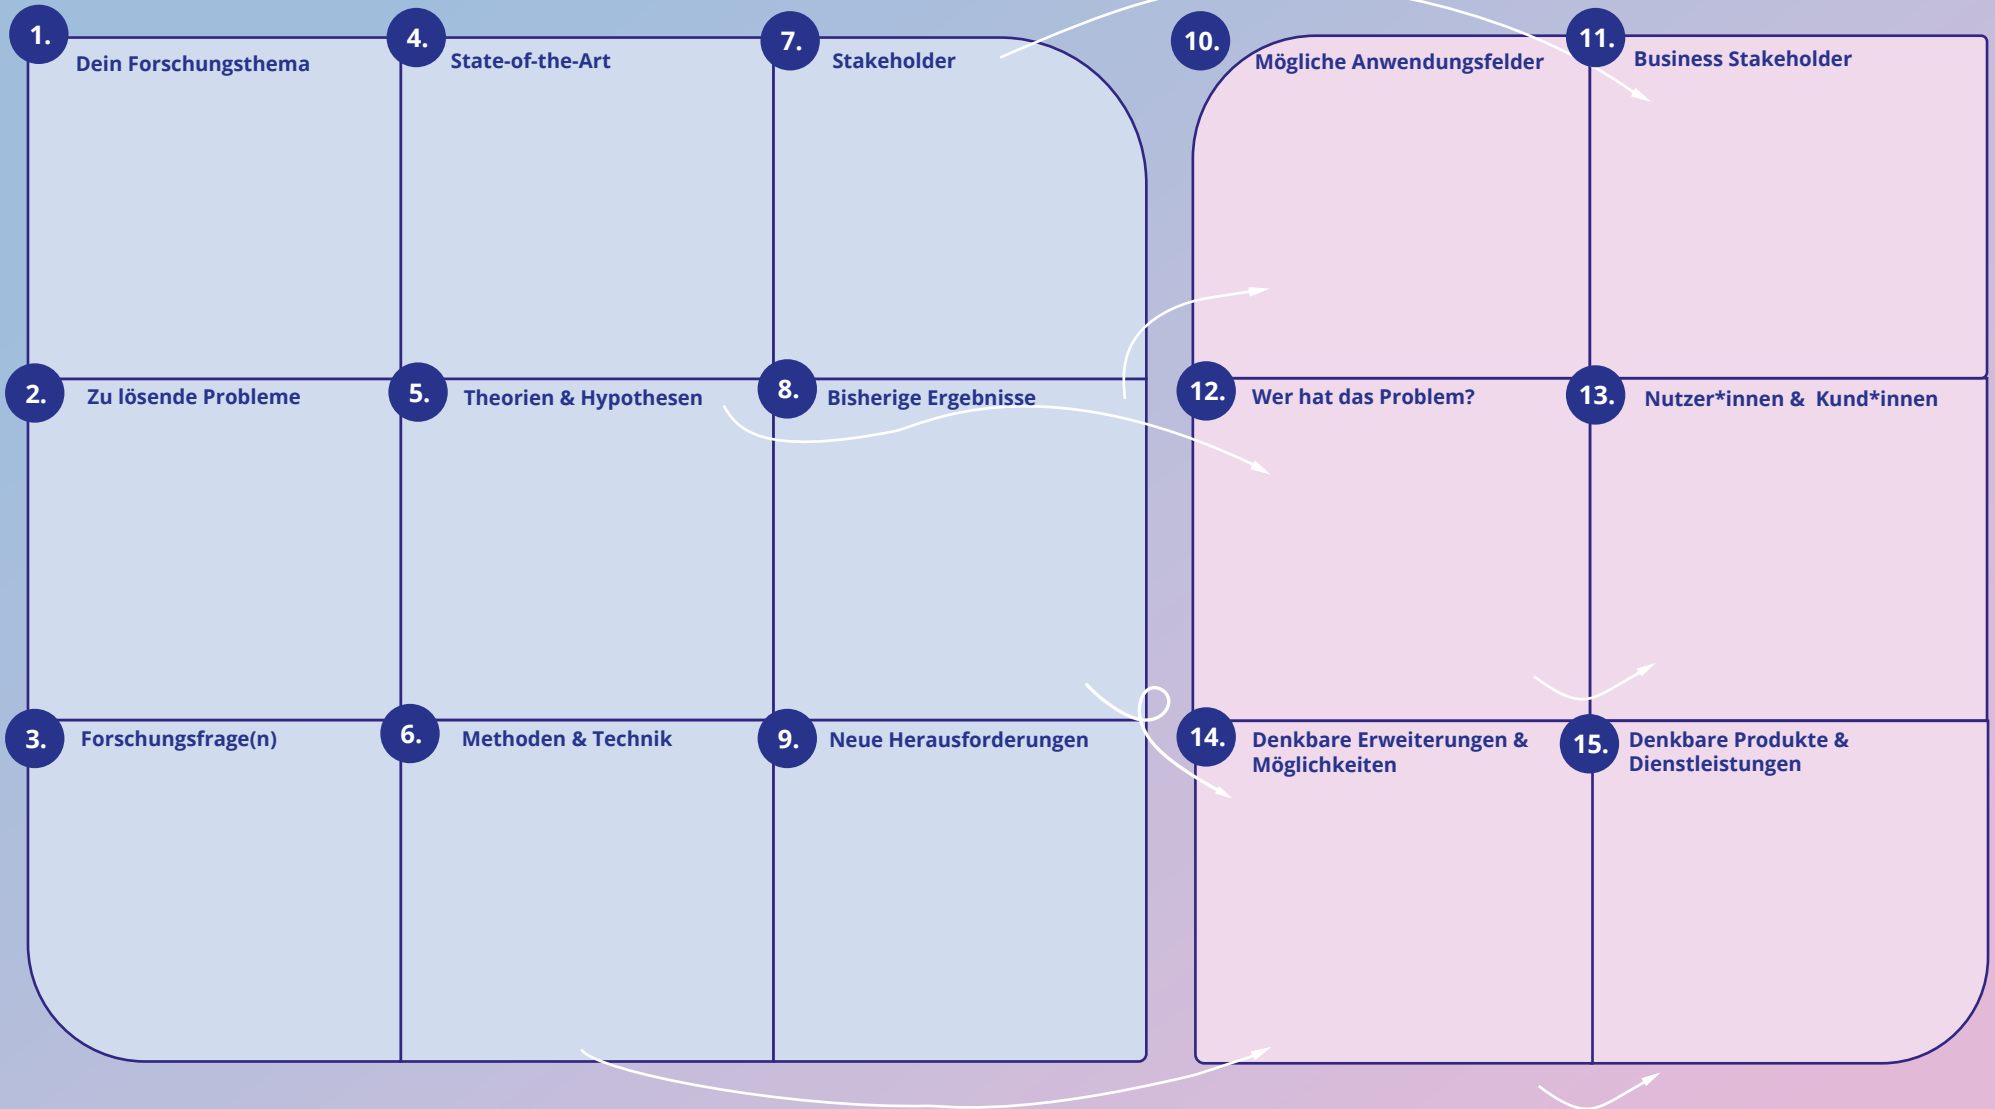 1.
Dein Forschungsthema
2.
Zu lösende Probleme
3.
Forschungsfrage(n)
4.
State-of-the-Art
5.
Theorien & Hypothesen
6.
Methoden & Technik
7.
Stakeholder
8.
Bisherige Ergebnisse
9.
Neue Herausforderungen
10.
Mögliche Anwendungsfelder
11.
Business Stakeholder
12.
Wer hat das Problem?
13.
Nutzer*innen & Kund*innen
14.
Denkbare Erweiterungen &
Möglichkeiten
15.
Denkbare Produkte &
Dienstleistungen